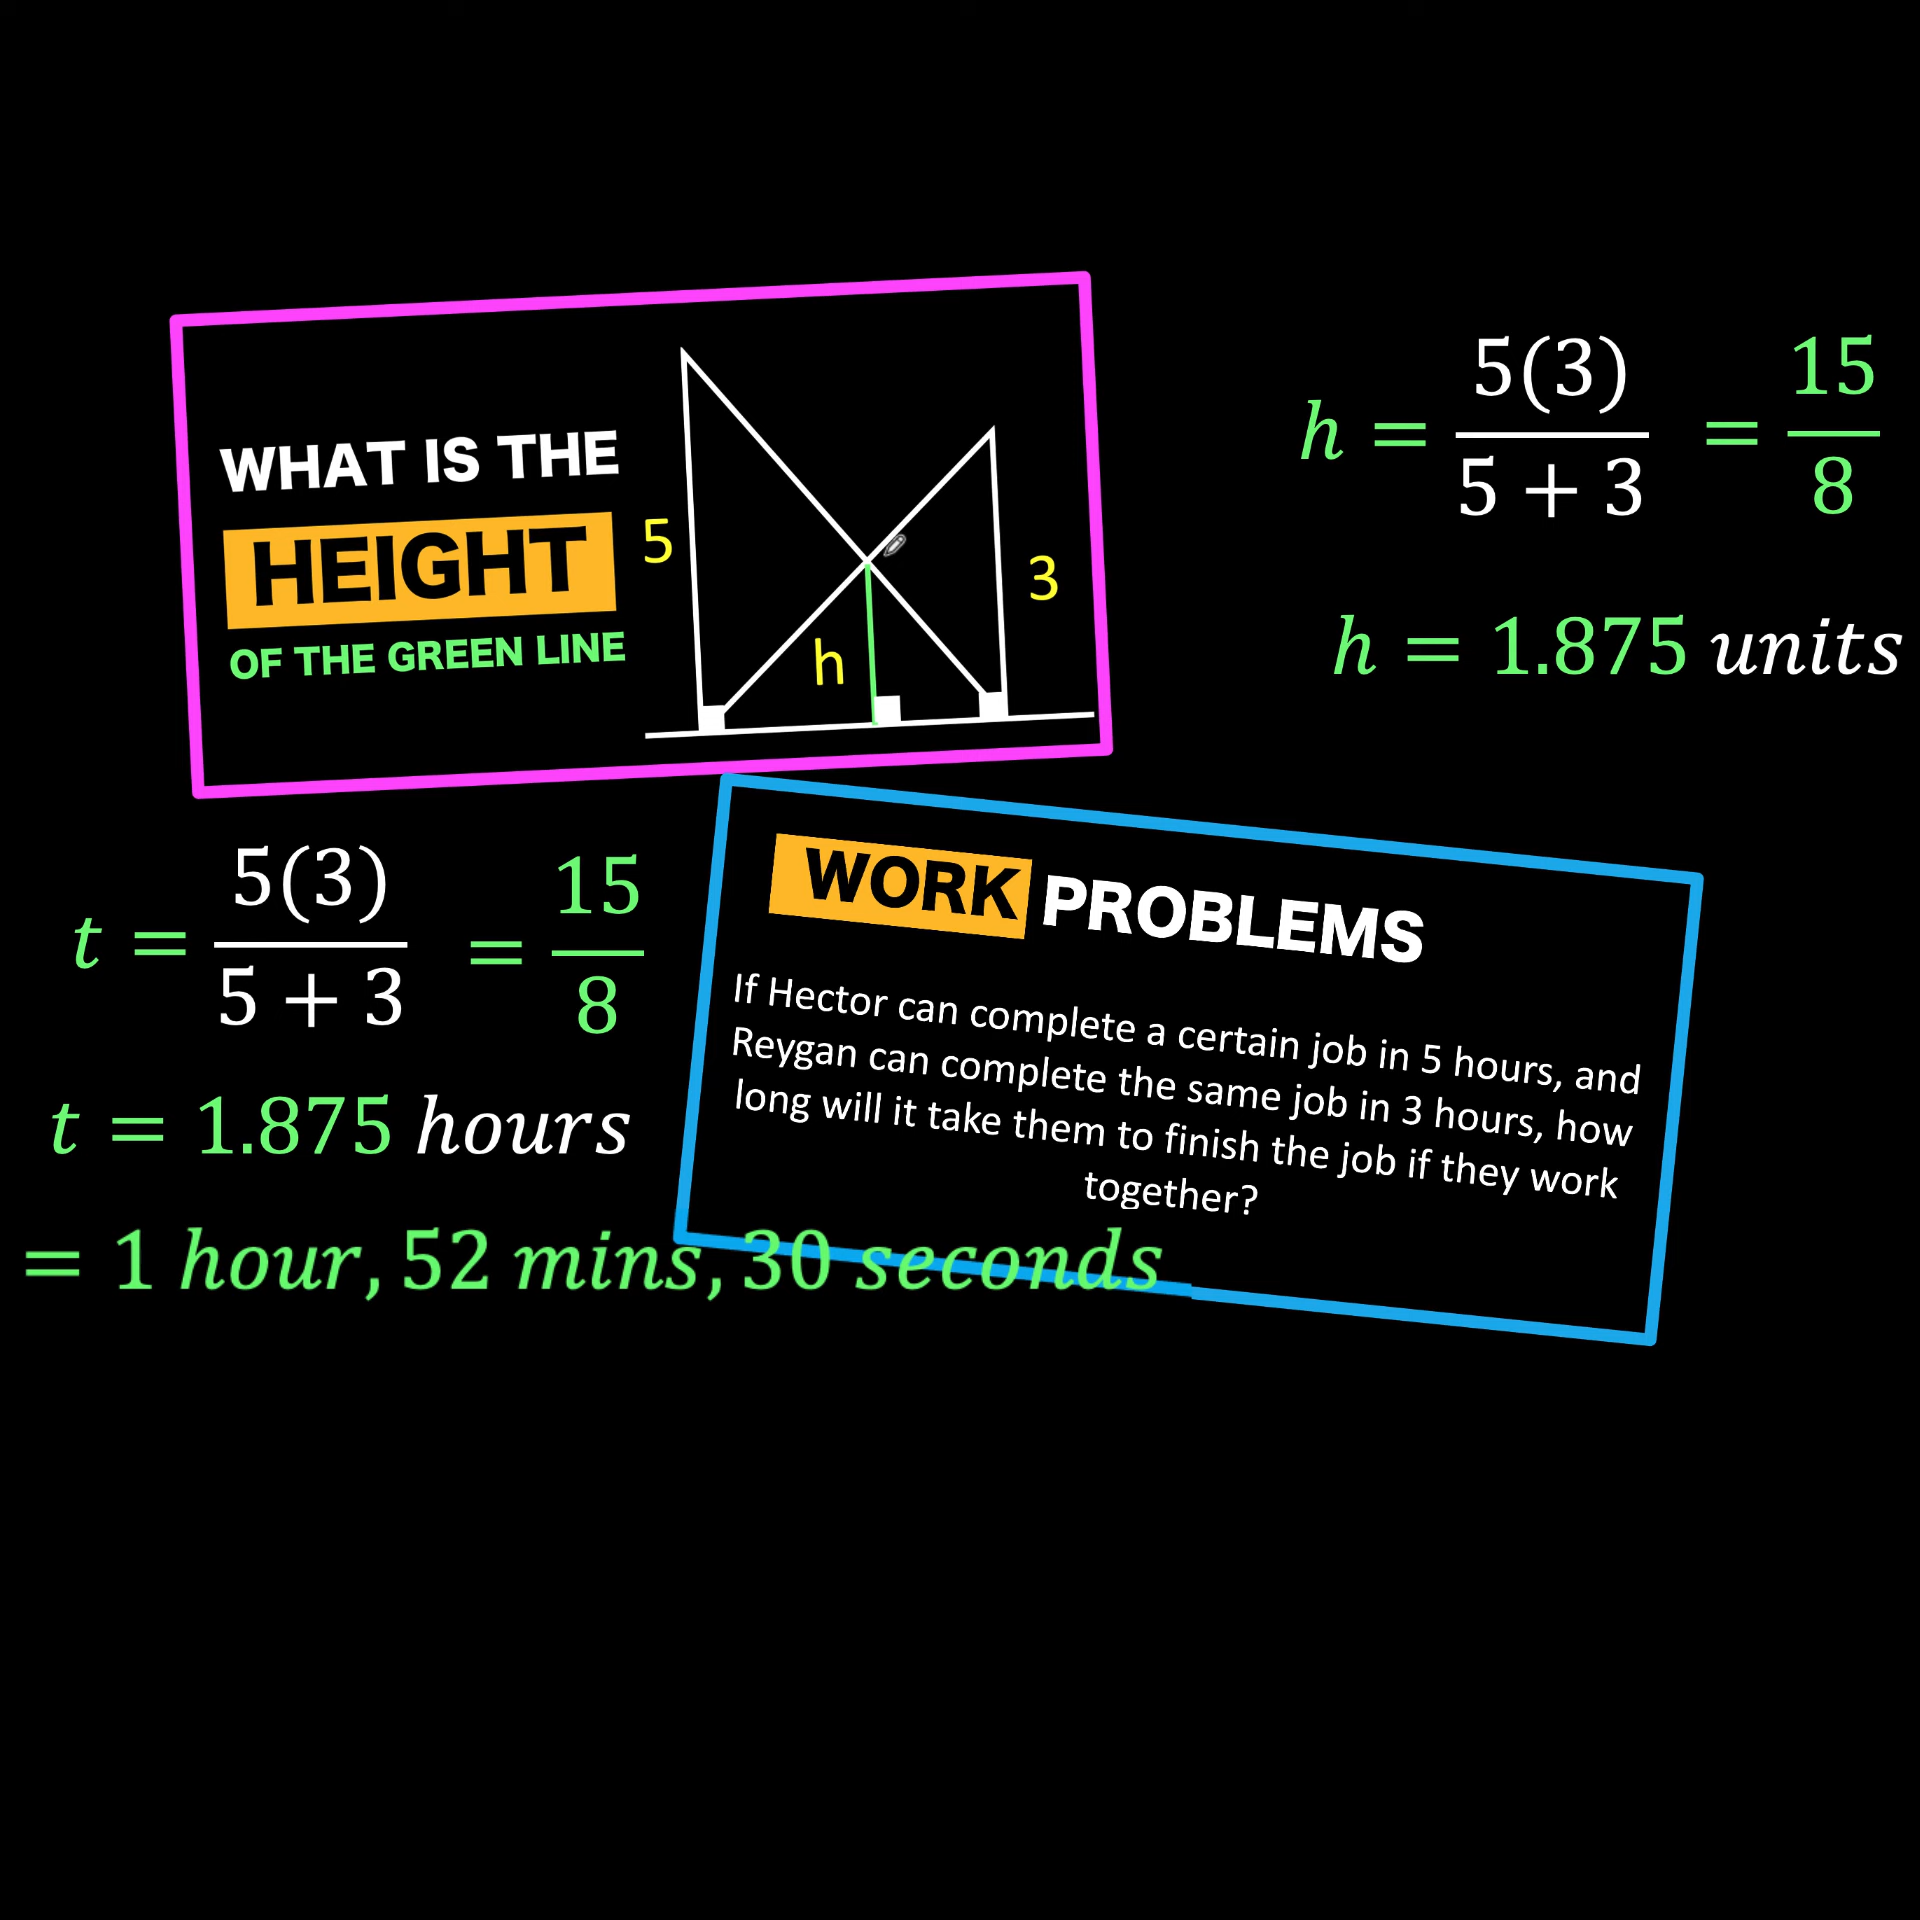 WHAT IS THE
HEIGHT
OF THE GREEN LINE
5
3
h
h = 5(3) / 5 + 3 = 15 / 8
h = 1.875 units
t = 5(3) / 5 + 3 = 15 / 8
t = 1.875 hours
= 1 hour, 52 mins, 30 seconds
WORK PROBLEMS
If Hector can complete a certain job in 5 hours, and
Reygan can complete the same job in 3 hours, how
long will it take them to finish the job if they work
together?